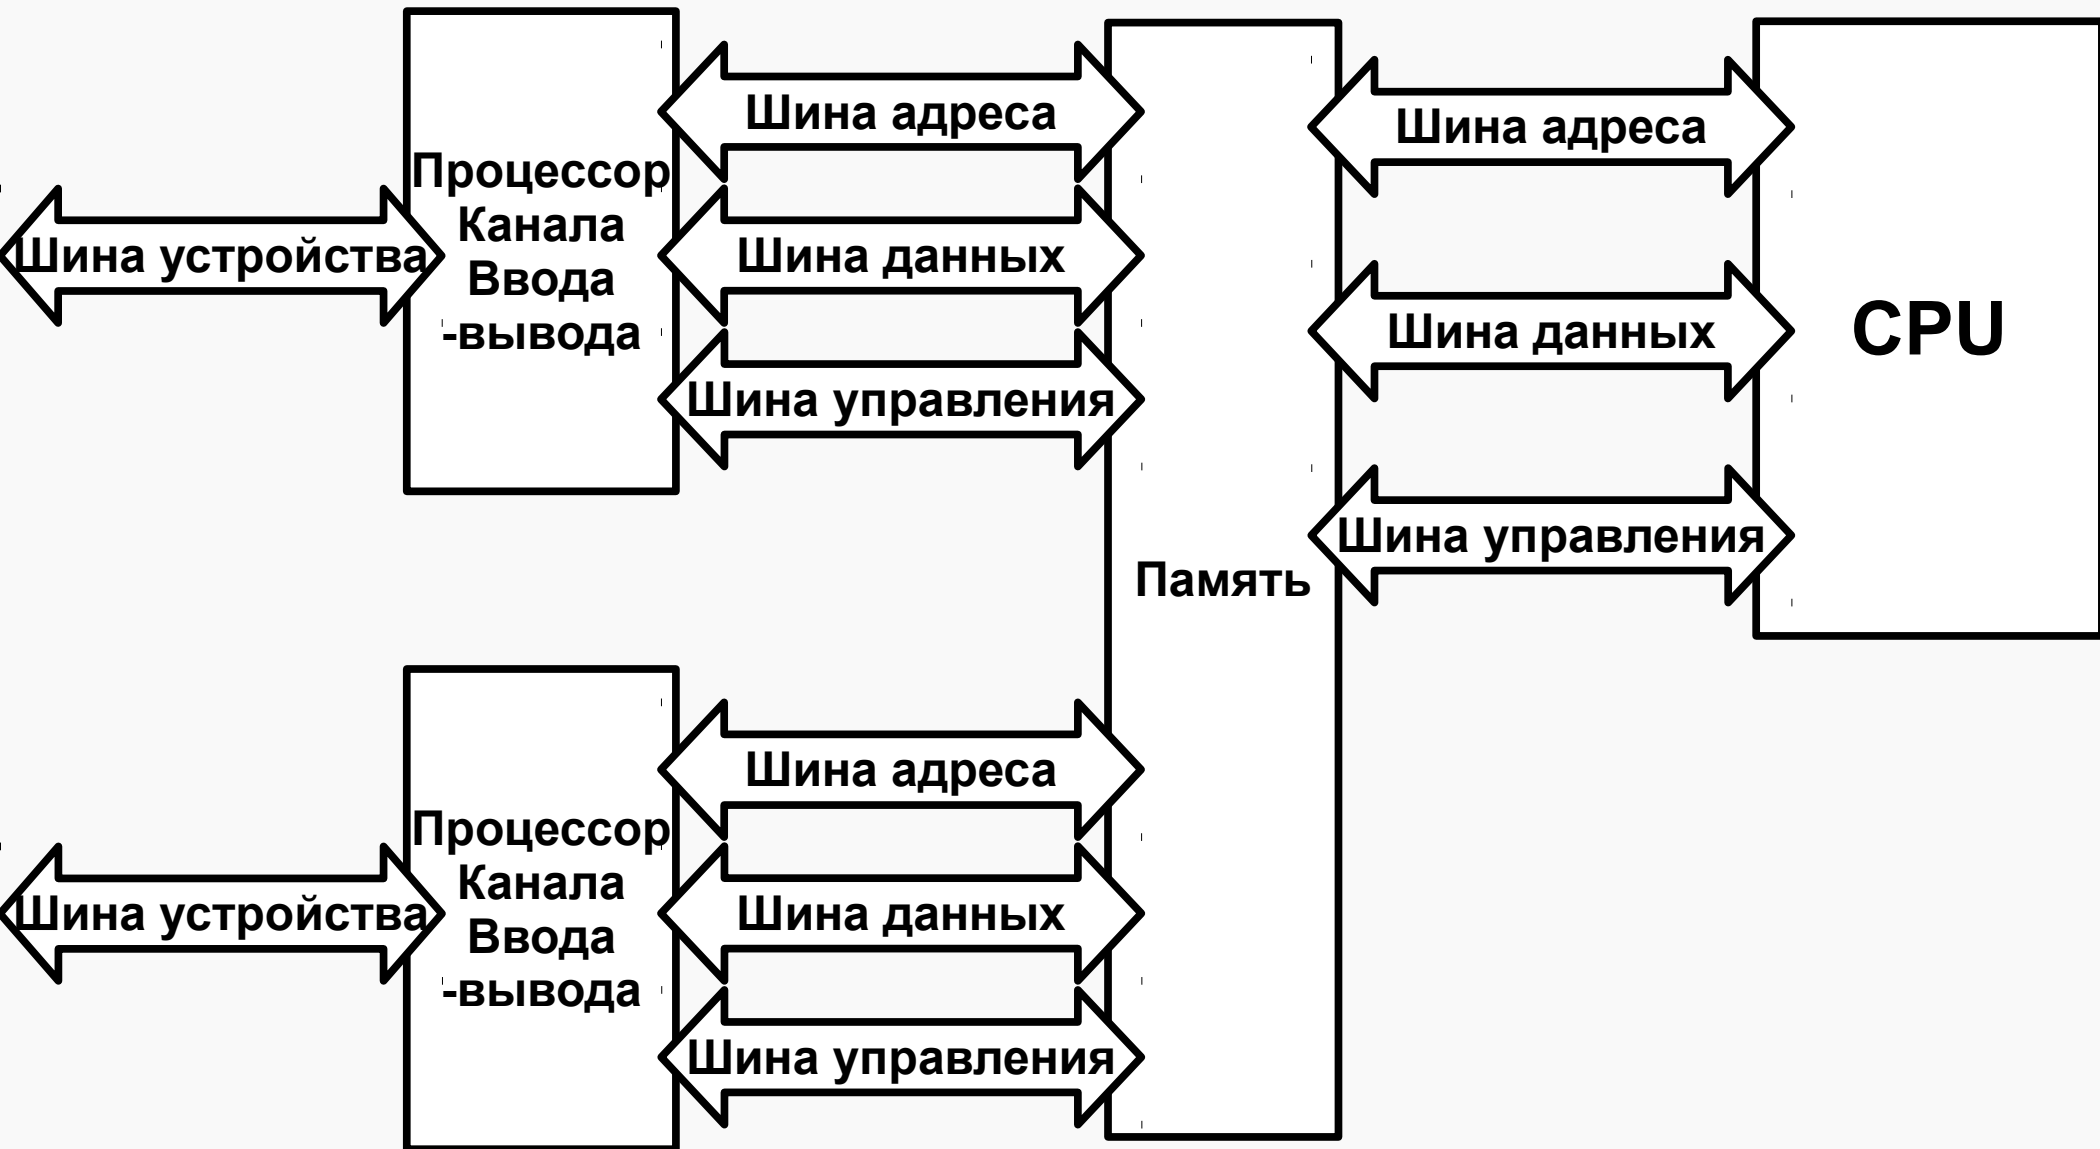 Шина адреса
Шина адреса
Процессор
Канала
Ввода
-вывода
Шина устройства
Шина данных
Шина данных
CPU
Шина управления
Шина управления
Память
Шина адреса
Процессор
Канала
Ввода
-вывода
Шина устройства
Шина данных
Шина управления